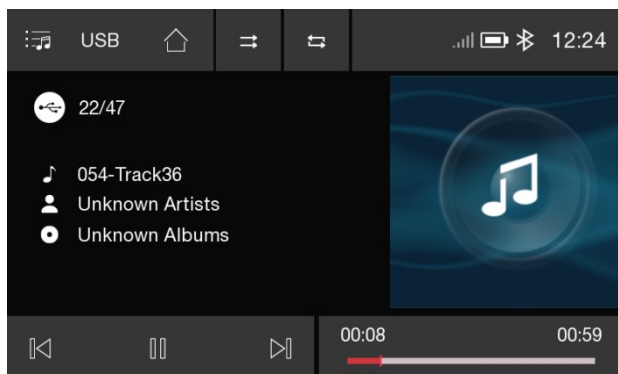 USB
12:24
22/47
054-Track36
Unknown Artists
Unknown Albums
00:08 00:59